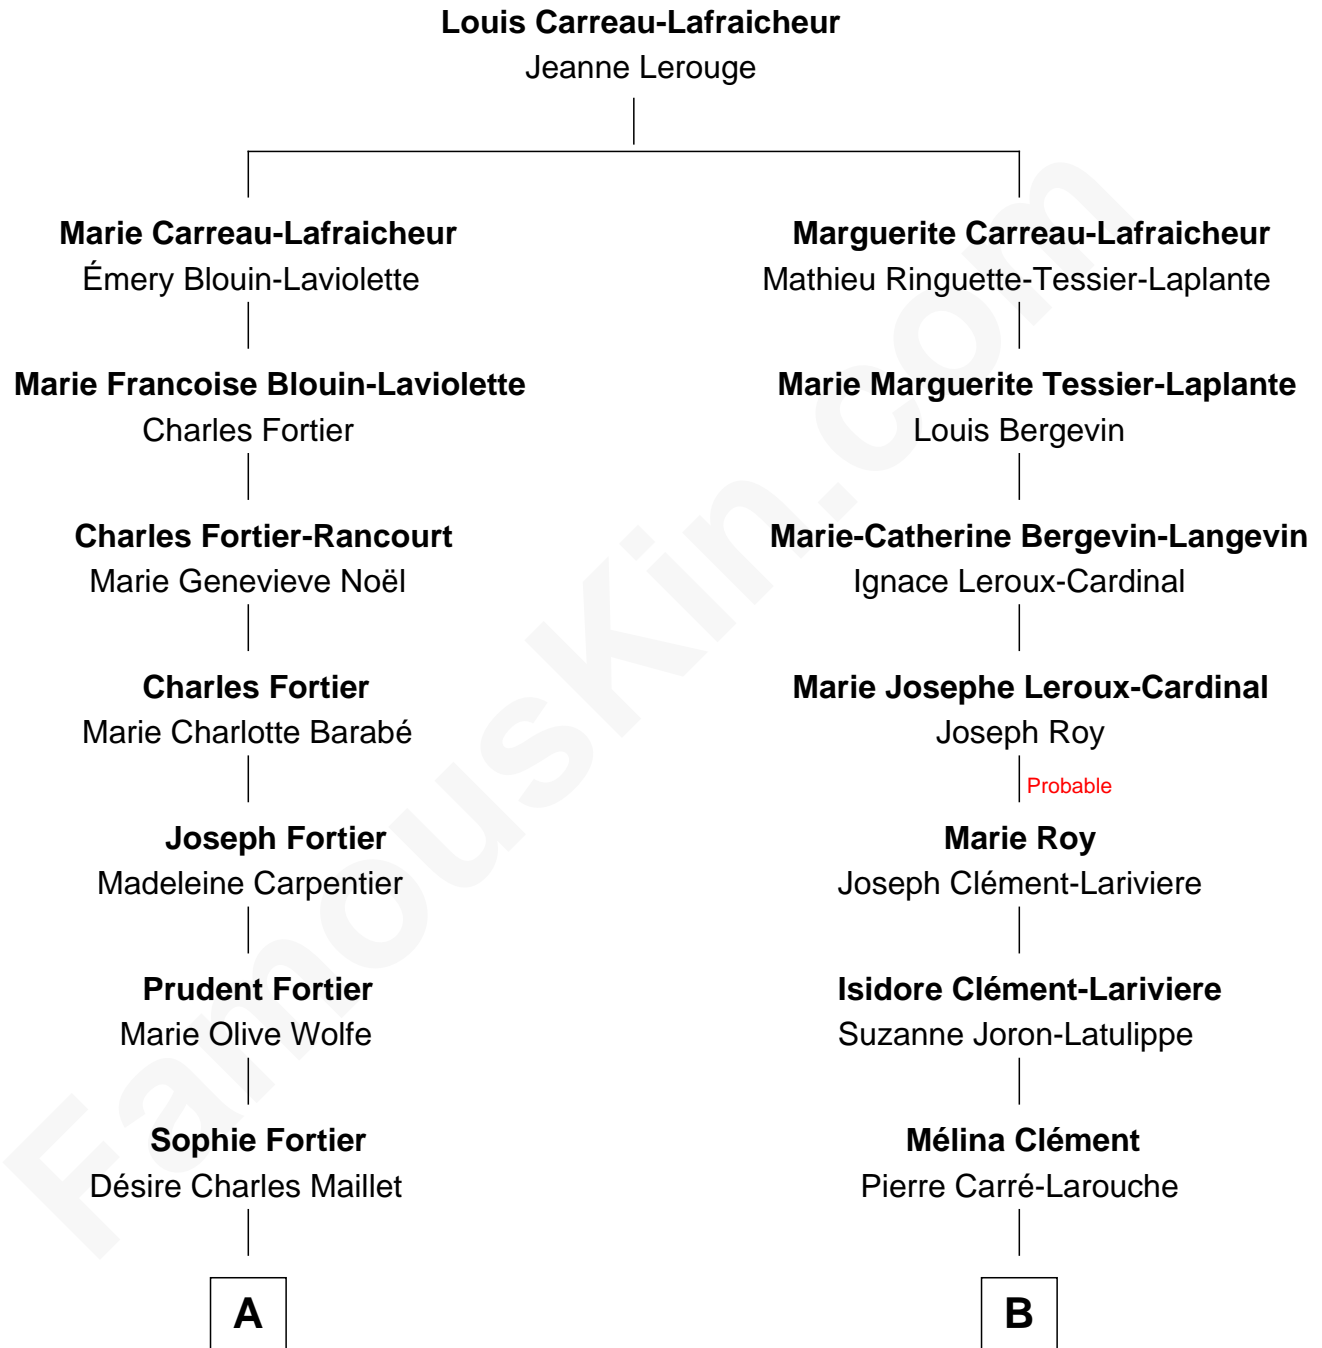 Louis Carreau-Lafraicheur
Jeanne Lerouge
Marie Carreau-Lafraicheur
Émery Blouin-Laviolette
Marguerite Carreau-Lafraicheur
Mathieu Ringuette-Tessier-Laplante
Marie Francoise Blouin-Laviolette
Charles Fortier
Marie Marguerite Tessier-Laplante
Louis Bergevin
Charles Fortier-Rancourt
Marie Genevieve Noël
Marie-Catherine Bergevin-Langevin
Ignace Leroux-Cardinal
Charles Fortier
Marie Charlotte Barabé
Marie Josephe Leroux-Cardinal
Joseph Roy
Probable
Joseph Fortier
Madeleine Carpentier
Marie Roy
Joseph Clément-Lariviere
Prudent Fortier
Marie Olive Wolfe
Isidore Clément-Lariviere
Suzanne Joron-Latulippe
Sophie Fortier
Désire Charles Maillet
Mélina Clément
Pierre Carré-Larouche
A
B
FamousKin.com